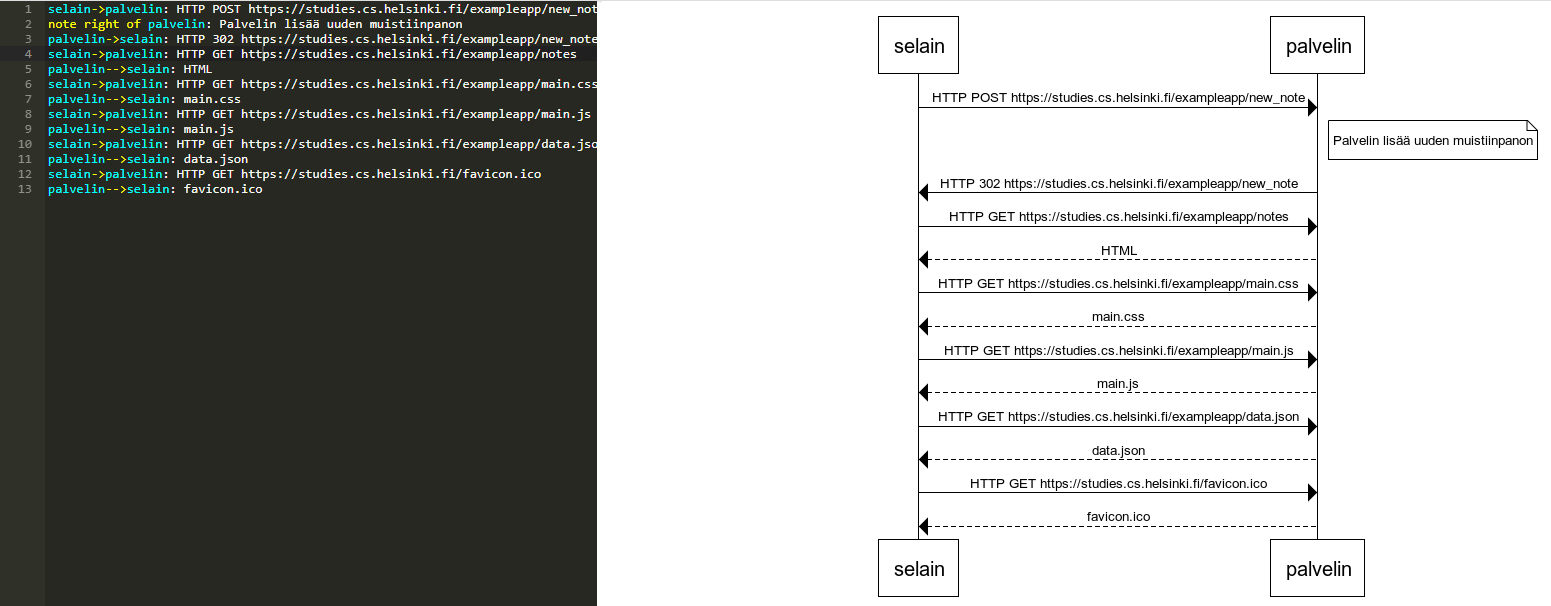 1 selain->palvelin: HTTP POST https://studies.cs.helsinki.fi/exampleapp/new_not
2 note right of palvelin: Palvelin lisää uuden muistiinpanon
3 palvelin->selain: HTTP 302 https://studies.cs.helsinki.fi/exampleapp/new_note
4 selain->palvelin: HTTP GET https://studies.cs.helsinki.fi/exampleapp/notes
5 palvelin-->selain: HTML
6 selain->palvelin: HTTP GET https://studies.cs.helsinki.fi/exampleapp/main.css
7 palvelin-->selain: main.css
8 selain->palvelin: HTTP GET https://studies.cs.helsinki.fi/exampleapp/main.js
9 palvelin-->selain: main.js
10 selain->palvelin: HTTP GET https://studies.cs.helsinki.fi/exampleapp/data.jso
11 palvelin-->selain: data.json
12 selain->palvelin: HTTP GET https://studies.cs.helsinki.fi/favicon.ico
13 palvelin-->selain: favicon.ico
selain palvelin
HTTP POST https://studies.cs.helsinki.fi/exampleapp/new_note
Palvelin lisää uuden muistiinpanon
HTTP 302 https://studies.cs.helsinki.fi/exampleapp/new_note
HTTP GET https://studies.cs.helsinki.fi/exampleapp/notes
HTML
HTTP GET https://studies.cs.helsinki.fi/exampleapp/main.css
main.css
HTTP GET https://studies.cs.helsinki.fi/exampleapp/main.js
main.js
HTTP GET https://studies.cs.helsinki.fi/exampleapp/data.json
data.json
HTTP GET https://studies.cs.helsinki.fi/favicon.ico
favicon.ico
selain palvelin